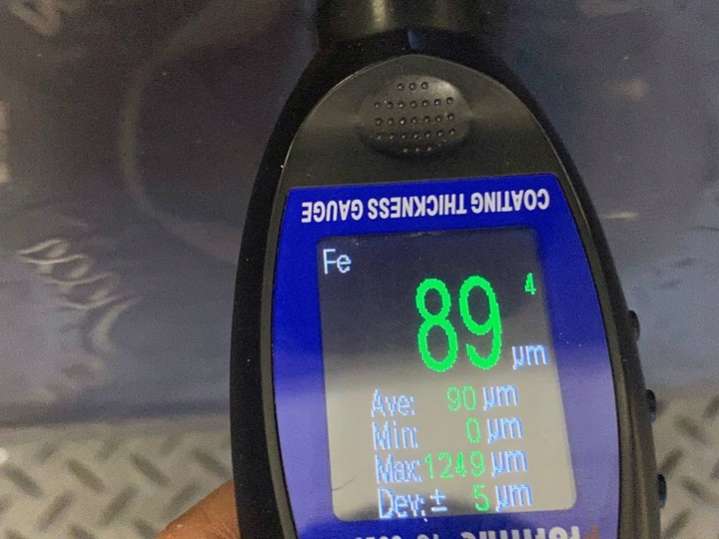 COATING THICKNESS GAUGE
Fe
89 4
µm
Ave: 90 µm
Min: 0 µm
Max: 1249 µm
Dev: ± 5 µm